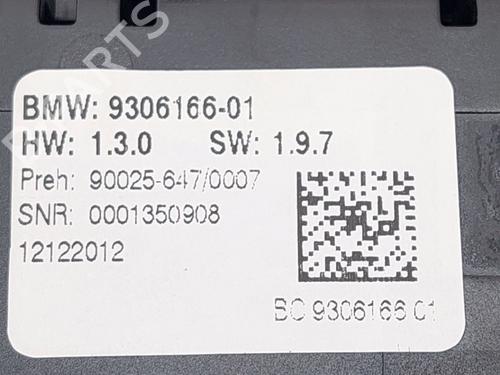 BMW: 9306166-01
HW: 1.3.0 SW: 1.9.7
Preh: 90025-647/0007
SNR: 0001350908
12122012
BC 9306166 01